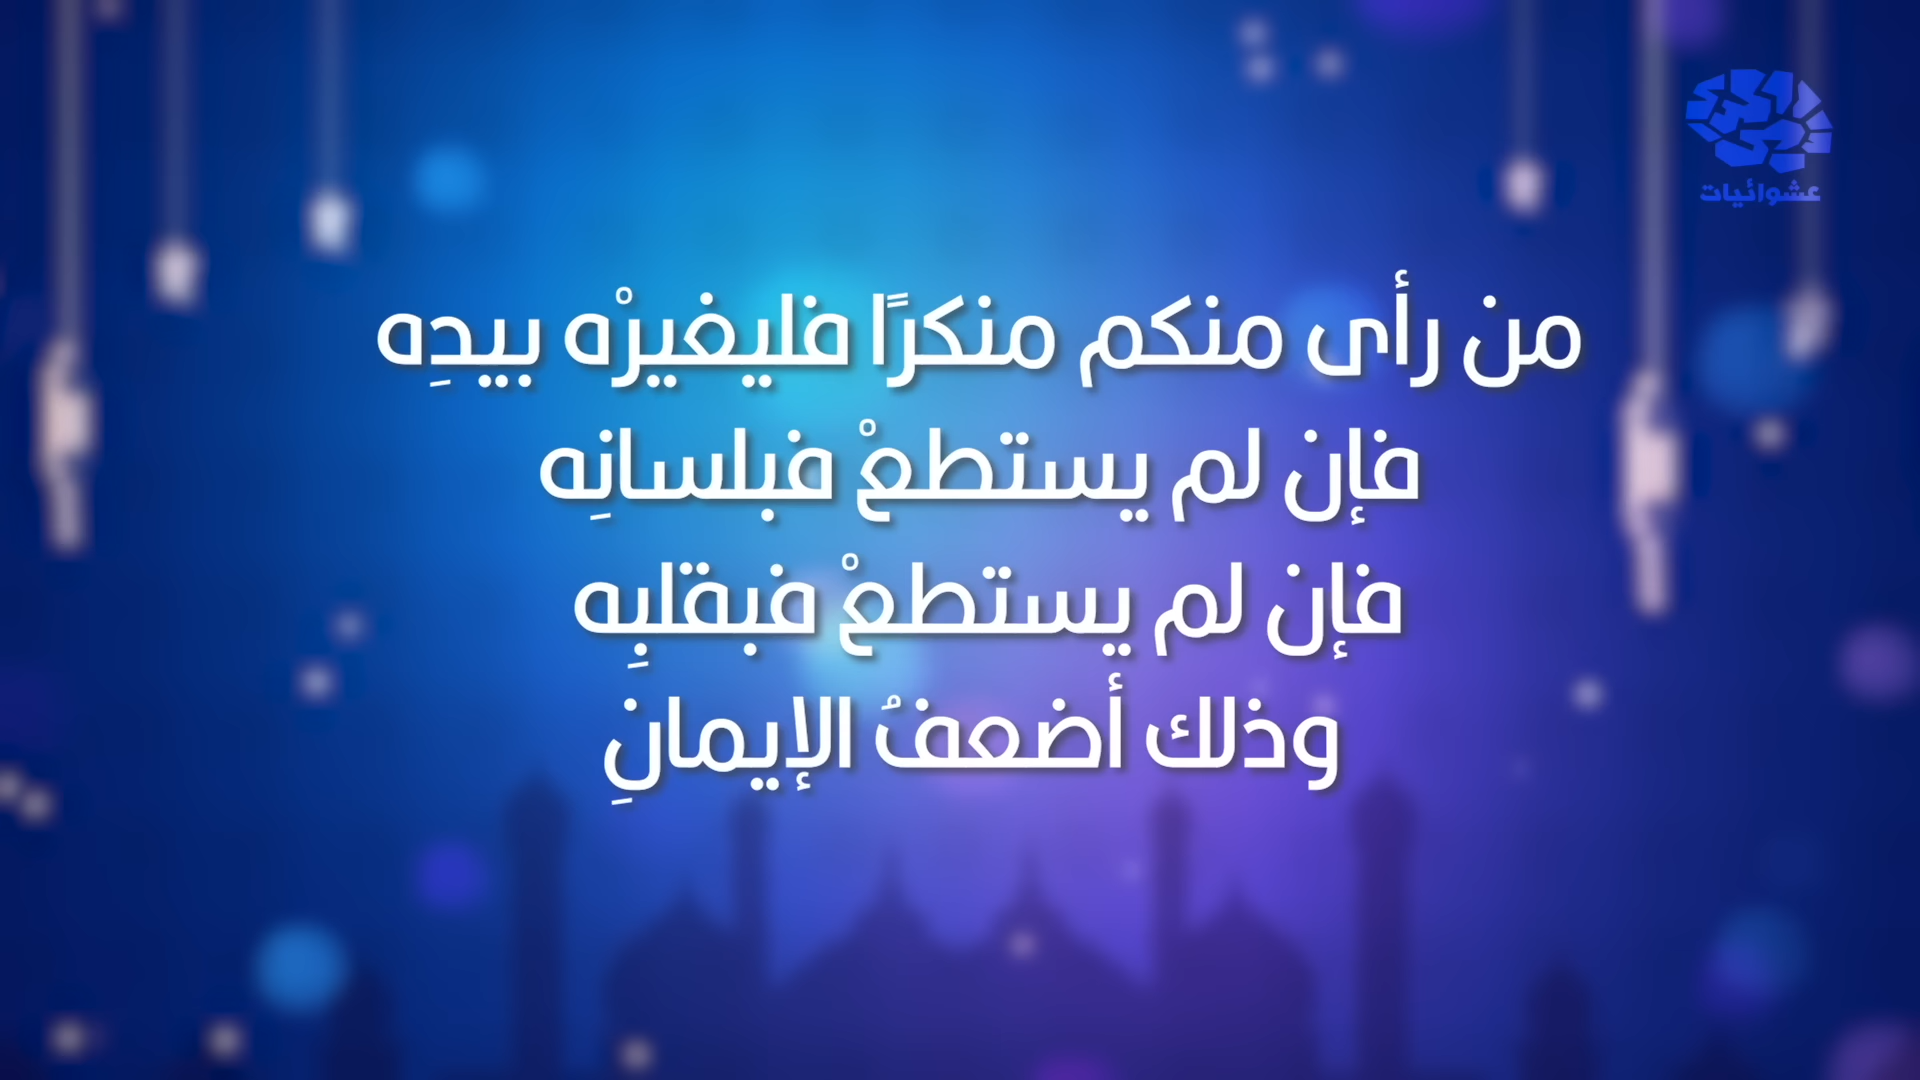 عشوائيات
من رأى منكم منكرًا فليغيرْه بيدِه
فإن لم يستطعْ فبلسانِه
فإن لم يستطعْ فبقلبِه
وذلك أضعفُ الإيمانِ